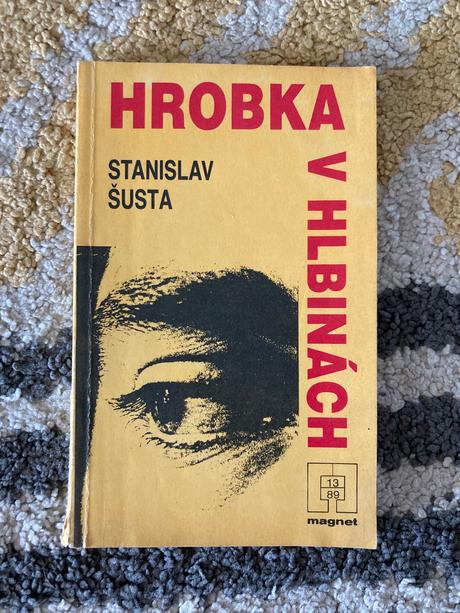 HROBKA
V HLBINÁCH
STANISLAV
ŠUSTA
13
89
magnet